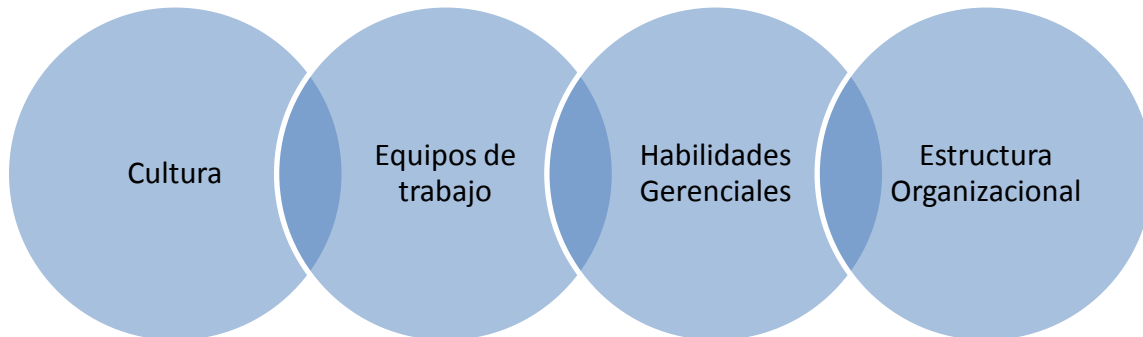 Cultura
Equipos de
trabajo
Habilidades
Gerenciales
Estructura
Organizacional